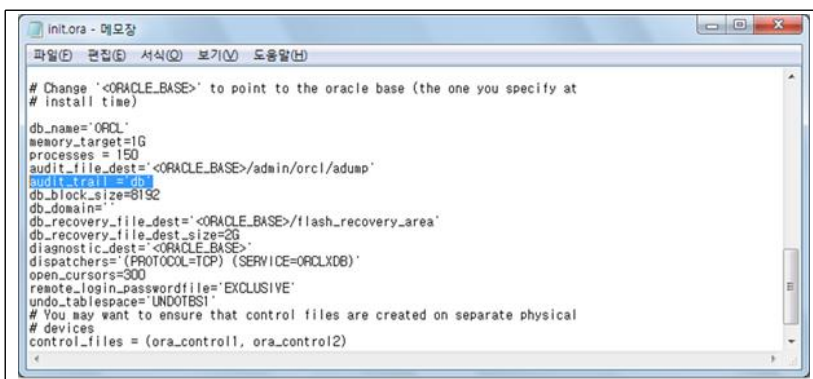 init.ora - 메모장
파일(F) 편집(E) 서식(O) 보기(V) 도움말(H)
# Change '<ORACLE_BASE>' to point to the oracle base (the one you specify at
# install time)
db_name='ORCL'
memory_target=1G
processes = 150
audit_file_dest='<ORACLE_BASE>/admin/orcl/adump'
audit_trail ='db'
db_block_size=8192
db_domain=''
db_recovery_file_dest='<ORACLE_BASE>/flash_recovery_area'
db_recovery_file_dest_size=2G
diagnostic_dest='<ORACLE_BASE>'
dispatchers='(PROTOCOL=TCP) (SERVICE=ORCLXDB)'
open_cursors=300
remote_login_passwordfile='EXCLUSIVE'
undo_tablespace='UNDOTBS1'
# You may want to ensure that control files are created on separate physical
# devices
control_files = (ora_control1, ora_control2)